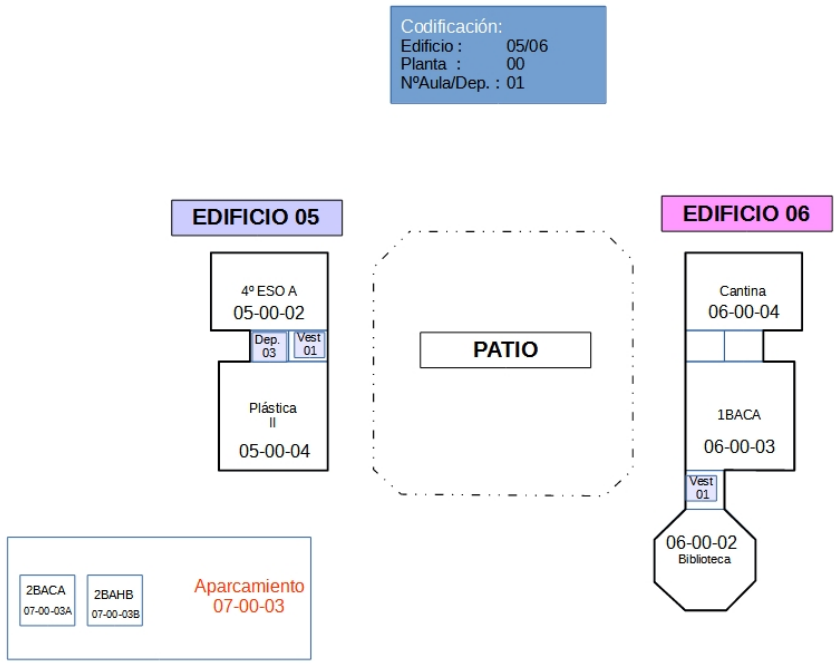 Codificación:
Edificio : 05/06
Planta : 00
NºAula/Dep. : 01
EDIFICIO 05
EDIFICIO 06
4º ESO A
05-00-02
Dep.
03
Vest
01
Plástica
II
05-00-04
PATIO
Cantina
06-00-04
1BACA
06-00-03
Vest
01
06-00-02
Biblioteca
2BACA
07-00-03A
2BAHB
07-00-03B
Aparcamiento
07-00-03